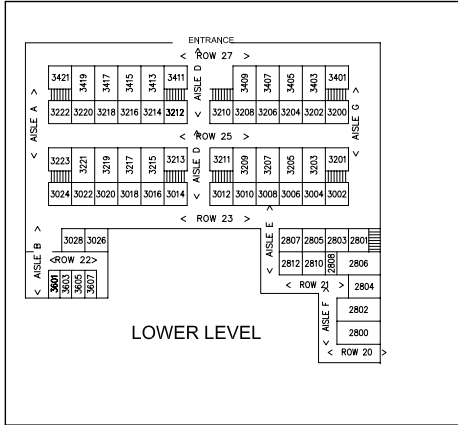 ENTRANCE
< ROW 27 >
3421 3419 3417 3415 3413 3411 3409 3407 3405 3403 3401
< AISLE A >
< AISLE D >
< AISLE G >
3222 3220 3218 3216 3214 3212 3210 3208 3206 3204 3202 3200
< ROW 25 >
3223 3221 3219 3217 3215 3213 3211 3209 3207 3205 3203 3201
< AISLE D >
3024 3022 3020 3018 3016 3014 3012 3010 3008 3006 3004 3002
< ROW 23 >
< AISLE B >
3028 3026
< AISLE E >
2807 2805 2803 2801
<ROW 22>
2812 2810 2808 2806
3601 3603 3605 3607
< ROW 21 >
2804
< AISLE F >
2802
LOWER LEVEL
2800
< ROW 20 >